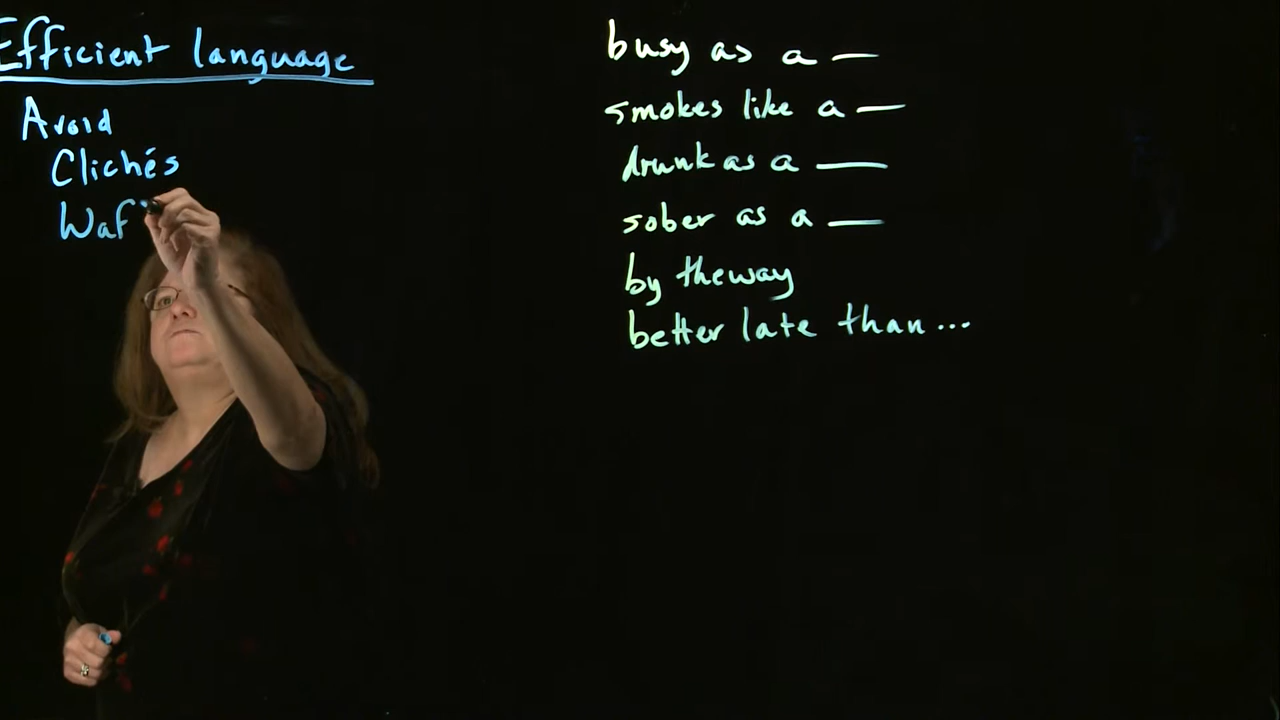 Efficient language
Avoid
Clichés
Waf
busy as a —
smokes like a —
drunk as a —
sober as a —
by the way
better late than...